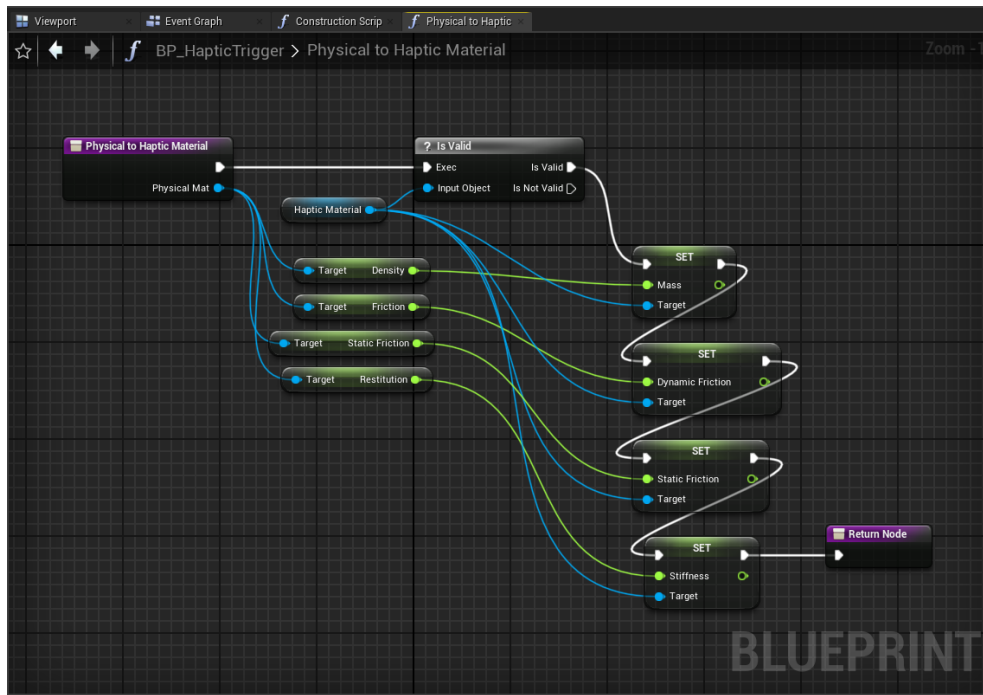 Viewport
Event Graph
Construction Scrip
Physical to Haptic
BP_HapticTrigger > Physical to Haptic Material
Zoom -1
Physical to Haptic Material
Physical Mat
? Is Valid
Exec
Is Valid
Input Object
Is Not Valid
Haptic Material
Target Density
Target Friction
Target Static Friction
Target Restitution
SET
Mass
Target
SET
Dynamic Friction
Target
SET
Static Friction
Target
SET
Stiffness
Target
Return Node
BLUEPRINT